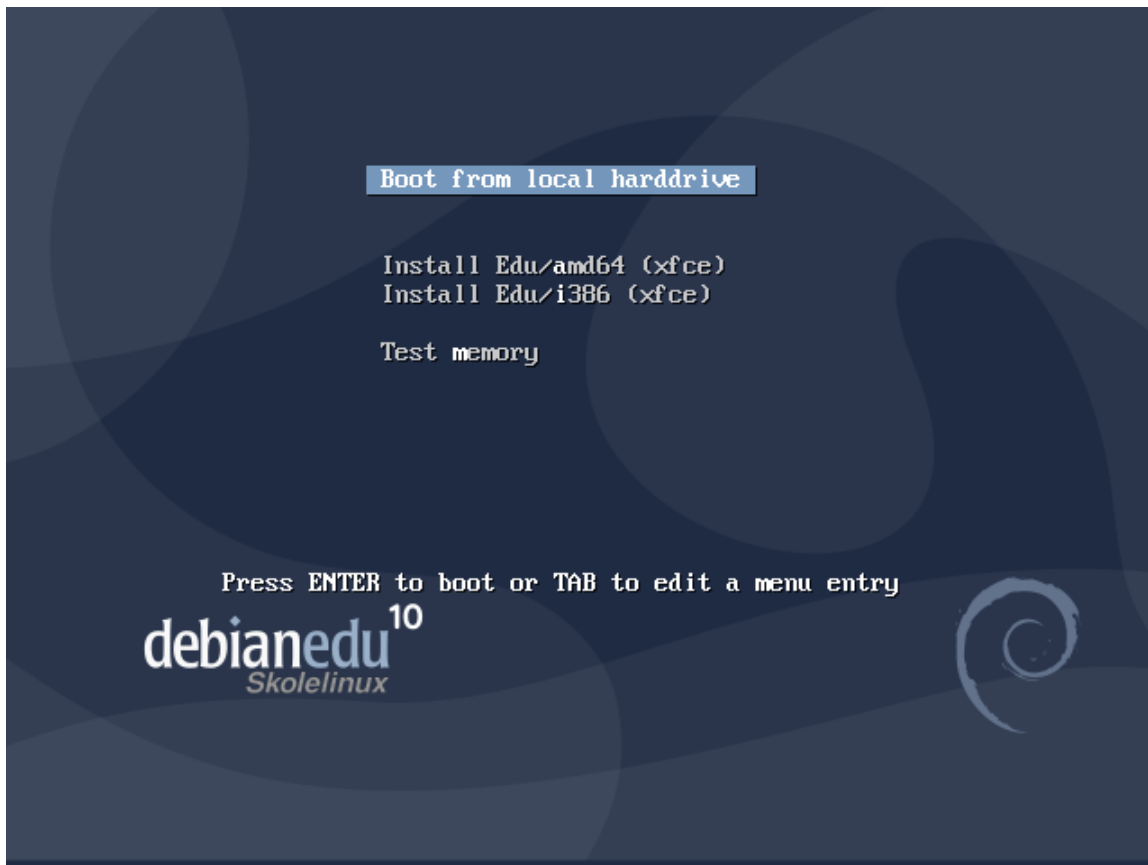 Boot from local harddrive
Install Edu/amd64 (xfce)
Install Edu/i386 (xfce)
Test memory
Press ENTER to boot or TAB to edit a menu entry
debianedu 10
Skolelinux